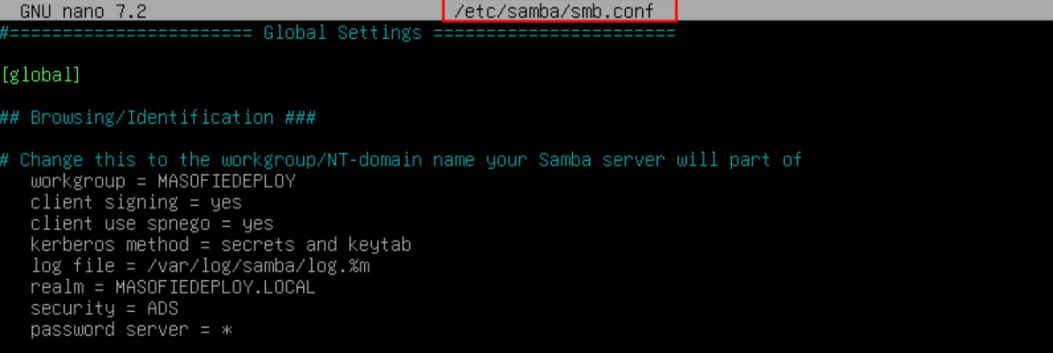 GNU nano 7.2 /etc/samba/smb.conf
#======================= Global Settings =======================
[global]
## Browsing/Identification ###
# Change this to the workgroup/NT-domain name your Samba server will part of
workgroup = MASOFIEDEPLOY
client signing = yes
client use spnego = yes
kerberos method = secrets and keytab
log file = /var/log/samba/log.%m
realm = MASOFIEDEPLOY.LOCAL
security = ADS
password server = *